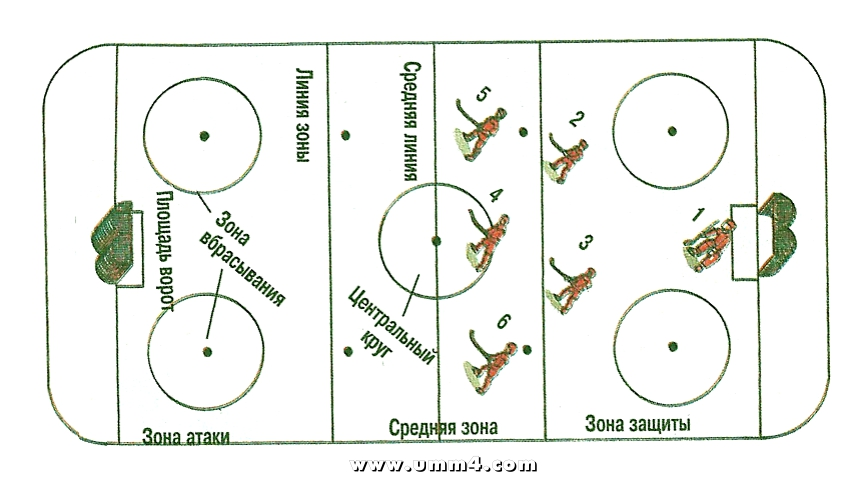 Линия зоны
Средняя линия
5
2
4
1
3
6
Площадь ворот
Зона
вбрасывания
Центральный
круг
Зона атаки
Средняя зона
Зона защиты
www.umm4.com